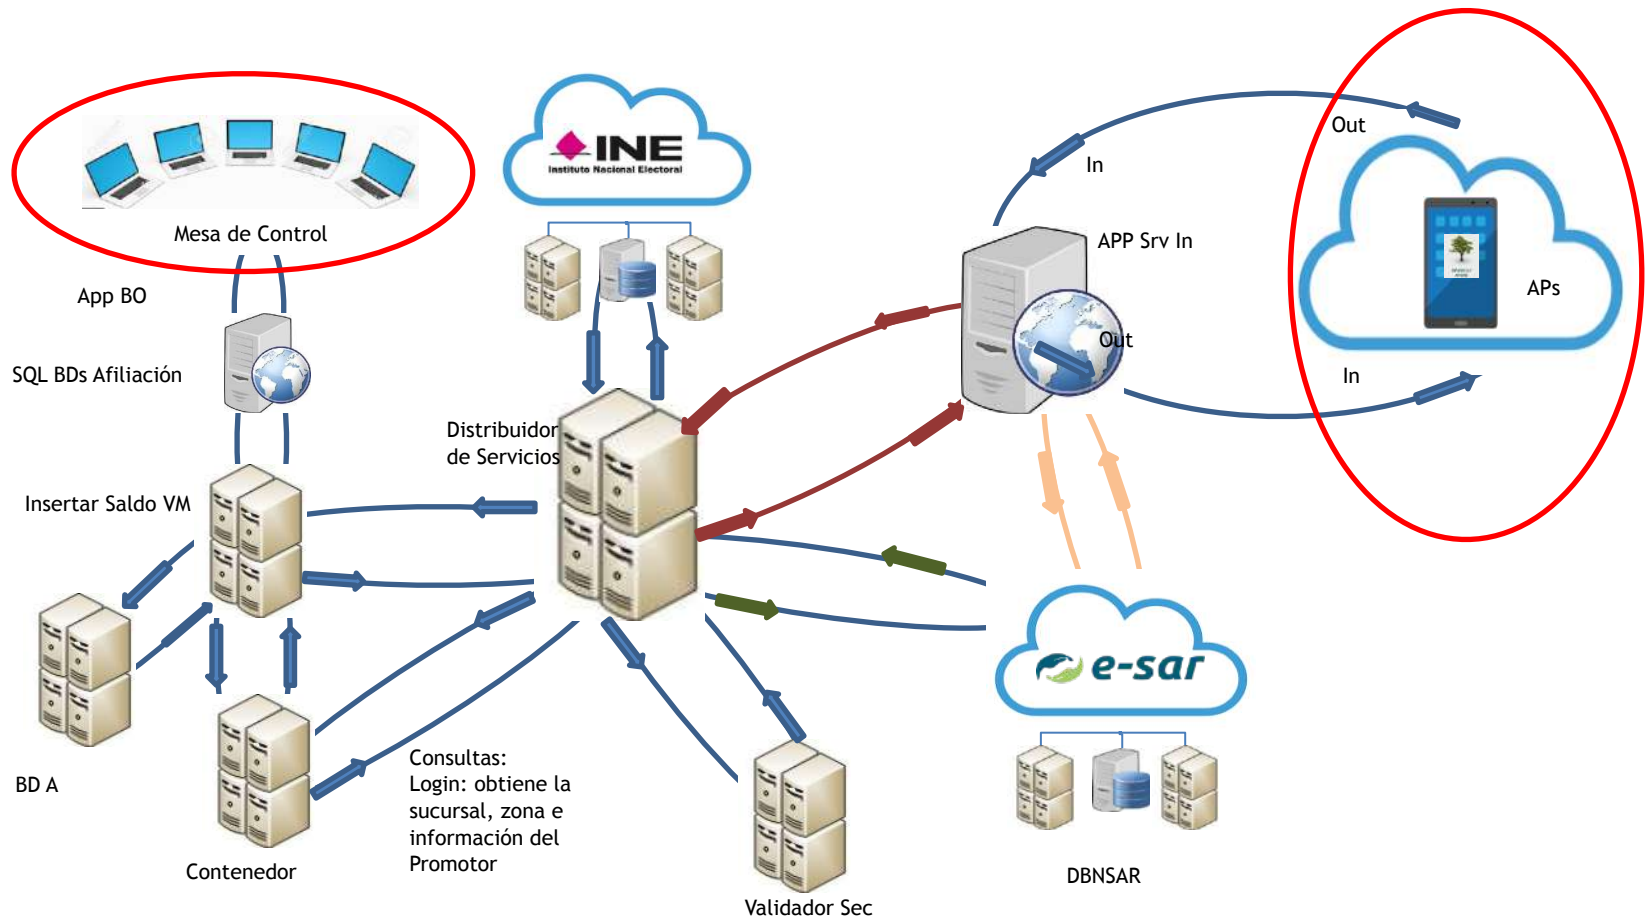 INE
Instituto Nacional Electoral
Out
In
Mesa de Control
APP Srv In
App BO
APs
Out
SQL BDs Afiliación
In
Distribuidor
de Servicios
Insertar Saldo VM
e-sar
Consultas:
Login: obtiene la
sucursal, zona e
información del
Promotor
BD A
Contenedor
DBNSAR
Validador Sec